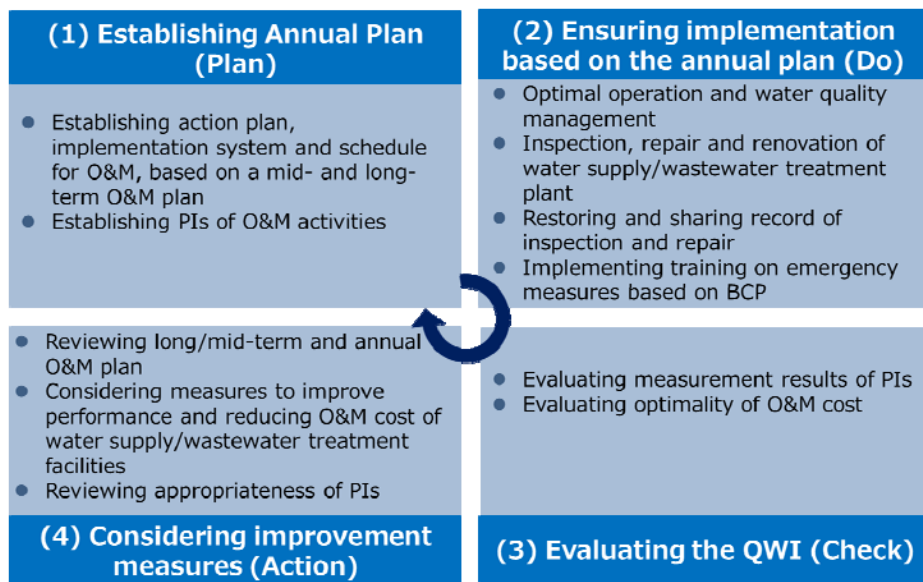 (1) Establishing Annual Plan
(Plan)
● Establishing action plan,
implementation system and schedule
for O&M, based on a mid- and long-
term O&M plan
● Establishing PIs of O&M activities
(2) Ensuring implementation
based on the annual plan (Do)
● Optimal operation and water quality
management
● Inspection, repair and renovation of
water supply/wastewater treatment
plant
● Restoring and sharing record of
inspection and repair
● Implementing training on emergency
measures based on BCP
● Evaluating measurement results of PIs
● Evaluating optimality of O&M cost
(3) Evaluating the QWI (Check)
● Reviewing long/mid-term and annual
O&M plan
● Considering measures to improve
performance and reducing O&M cost of
water supply/wastewater treatment
facilities
● Reviewing appropriateness of PIs
(4) Considering improvement
measures (Action)